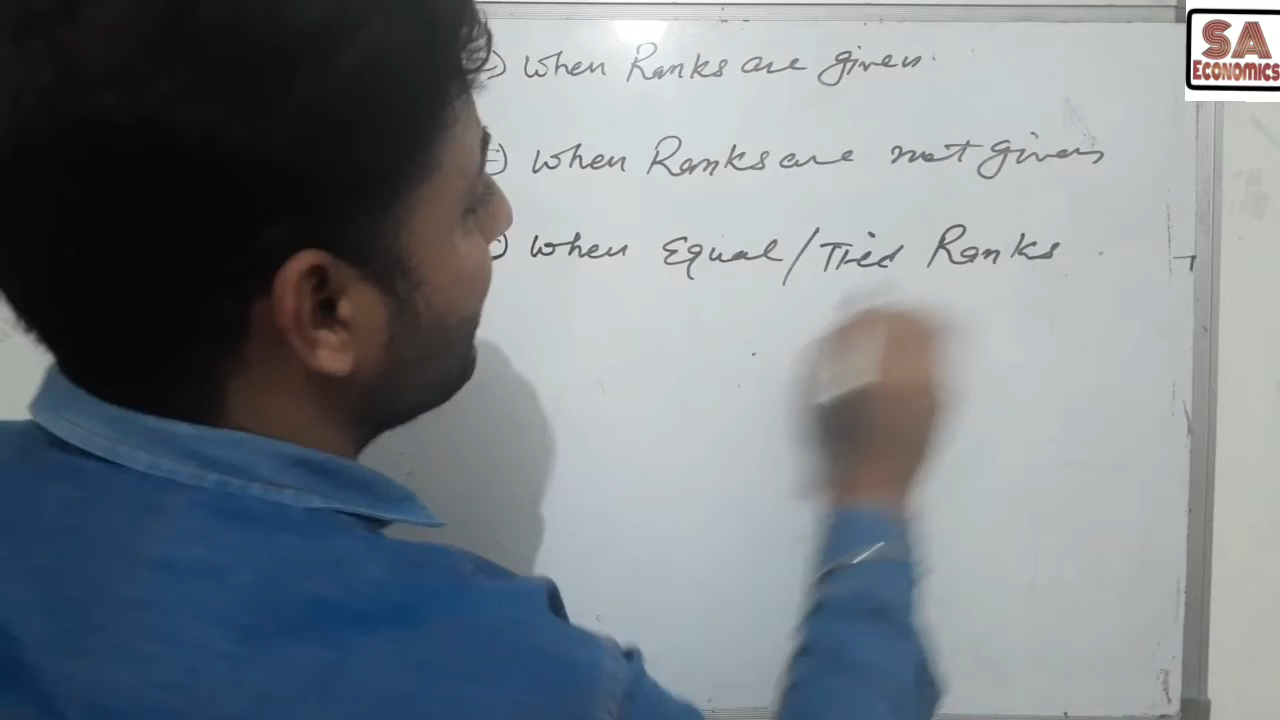 SA
ECONOMICS
When Ranks are given.
When Ranks are not given
When Equal/Tied Ranks.